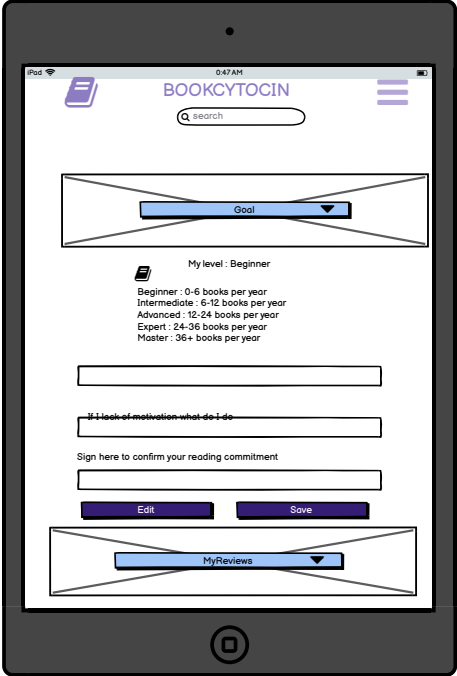 iPad
0:47 AM
BOOKCYTOCIN
search
Goal
My level : Beginner
Beginner : 0-6 books per year
Intermediate : 6-12 books per year
Advanced : 12-24 books per year
Expert : 24-36 books per year
Master : 36+ books per year
If I lack of motivation what do I do
Sign here to confirm your reading commitment
Edit
Save
MyReviews